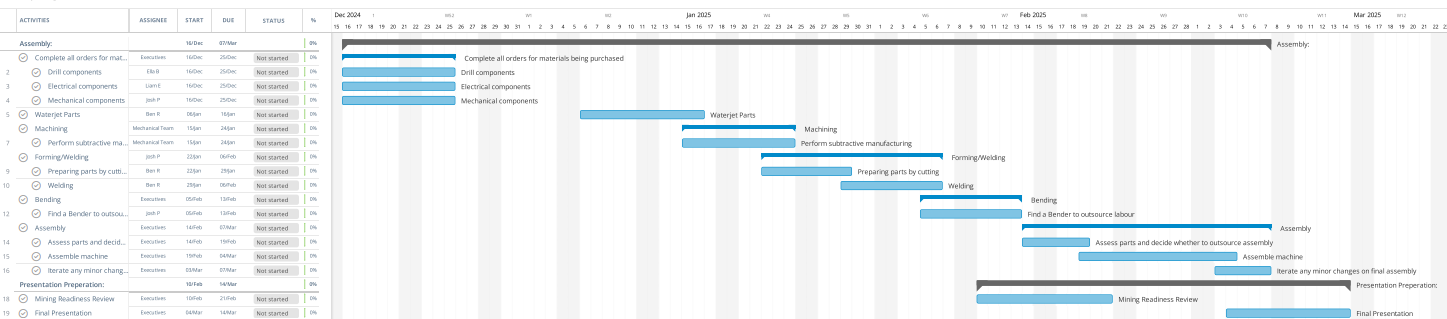 ACTIVITIES ASSIGNEE START DUE STATUS %
Dec 2024 Jan 2025 Feb 2025 Mar 2025
W52 W1 W2 W4 W5 W6 W7 W8 W9 W10 W11 W12
Assembly: 16/Dec 07/Mar 0% Assembly:
Complete all orders for mat... Executives 16/Dec 25/Dec Not started 0% Complete all orders for materials being purchased
2 Drill components Ella B 16/Dec 25/Dec Not started 0% Drill components
3 Electrical components Liam E 16/Dec 25/Dec Not started 0% Electrical components
4 Mechanical components Josh P 16/Dec 25/Dec Not started 0% Mechanical components
5 Waterjet Parts Ben R 06/Jan 16/Jan Not started 0% Waterjet Parts
Machining Mechanical Team 15/Jan 24/Jan Not started 0% Machining
7 Perform subtractive ma... Mechanical Team 15/Jan 24/Jan Not started 0% Perform subtractive manufacturing
Forming/Welding Josh P 22/Jan 06/Feb Not started 0% Forming/Welding
9 Preparing parts by cutti... Ben R 22/Jan 29/Jan Not started 0% Preparing parts by cutting
10 Welding Ben R 29/Jan 06/Feb Not started 0% Welding
Bending Executives 05/Feb 13/Feb Not started 0% Bending
12 Find a Bender to outsou... Josh P 05/Feb 13/Feb Not started 0% Find a Bender to outsource labour
Assembly Executives 14/Feb 07/Mar Not started 0% Assembly
14 Assess parts and decid... Executives 14/Feb 19/Feb Not started 0% Assess parts and decide whether to outsource assembly
15 Assemble machine Executives 19/Feb 04/Mar Not started 0% Assemble machine
16 Iterate any minor chang... Executives 03/Mar 07/Mar Not started 0% Iterate any minor changes on final assembly
Presentation Preperation: 10/Feb 14/Mar 0% Presentation Preperation:
18 Mining Readiness Review Executives 10/Feb 21/Feb Not started 0% Mining Readiness Review
19 Final Presentation Executives 04/Mar 14/Mar Not started 0% Final Presentation